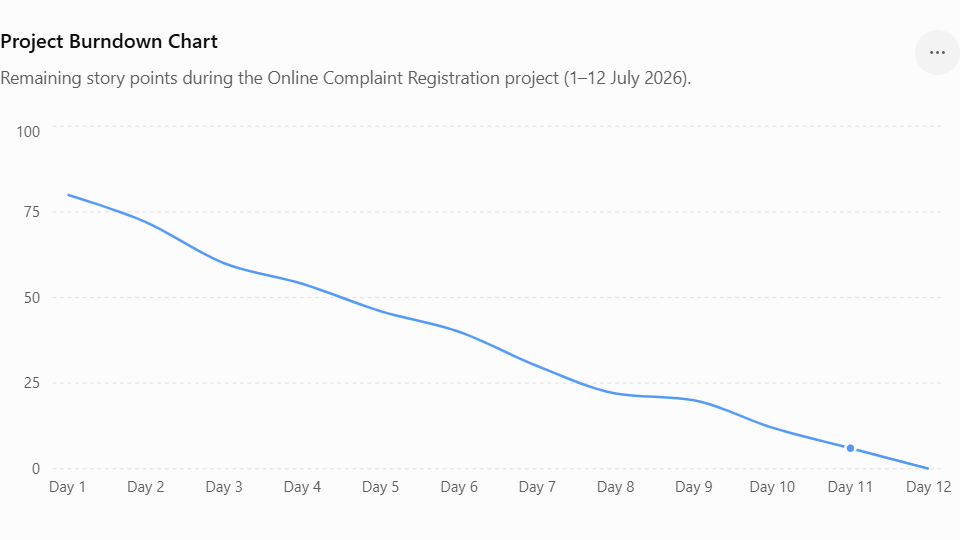 Project Burndown Chart
Remaining story points during the Online Complaint Registration project (1–12 July 2026).
100
75
50
25
0
Day 1 Day 2 Day 3 Day 4 Day 5 Day 6 Day 7 Day 8 Day 9 Day 10 Day 11 Day 12